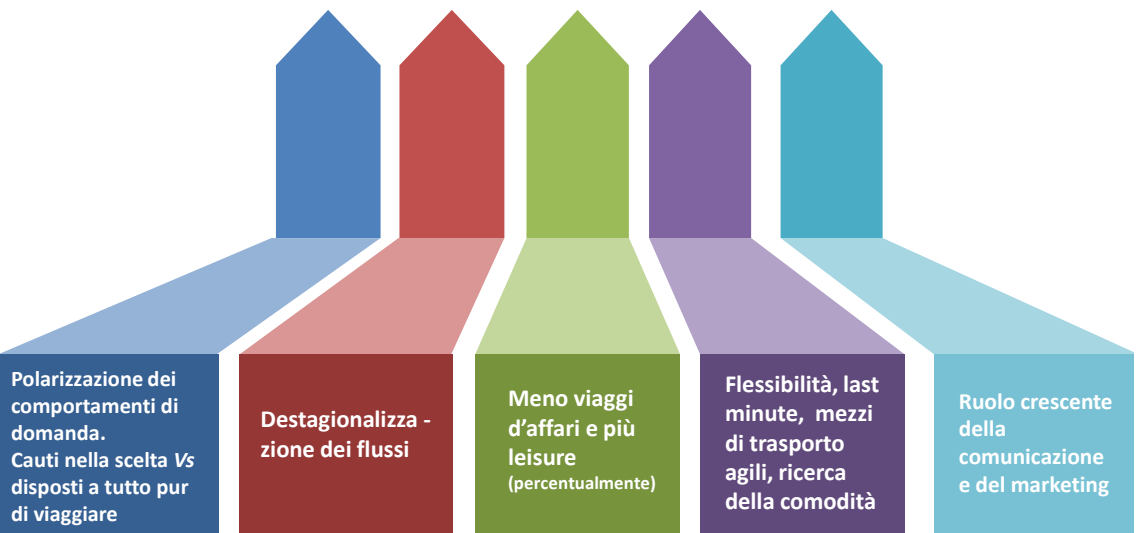 Polarizzazione dei
comportamenti di
domanda.
Cauti nella scelta Vs
disposti a tutto pur
di viaggiare
Destagionalizza -
zione dei flussi
Meno viaggi
d’affari e più
leisure
(percentualmente)
Flessibilità, last
minute,  mezzi
di trasporto
agili, ricerca
della comodità
Ruolo crescente
della
comunicazione
e del marketing